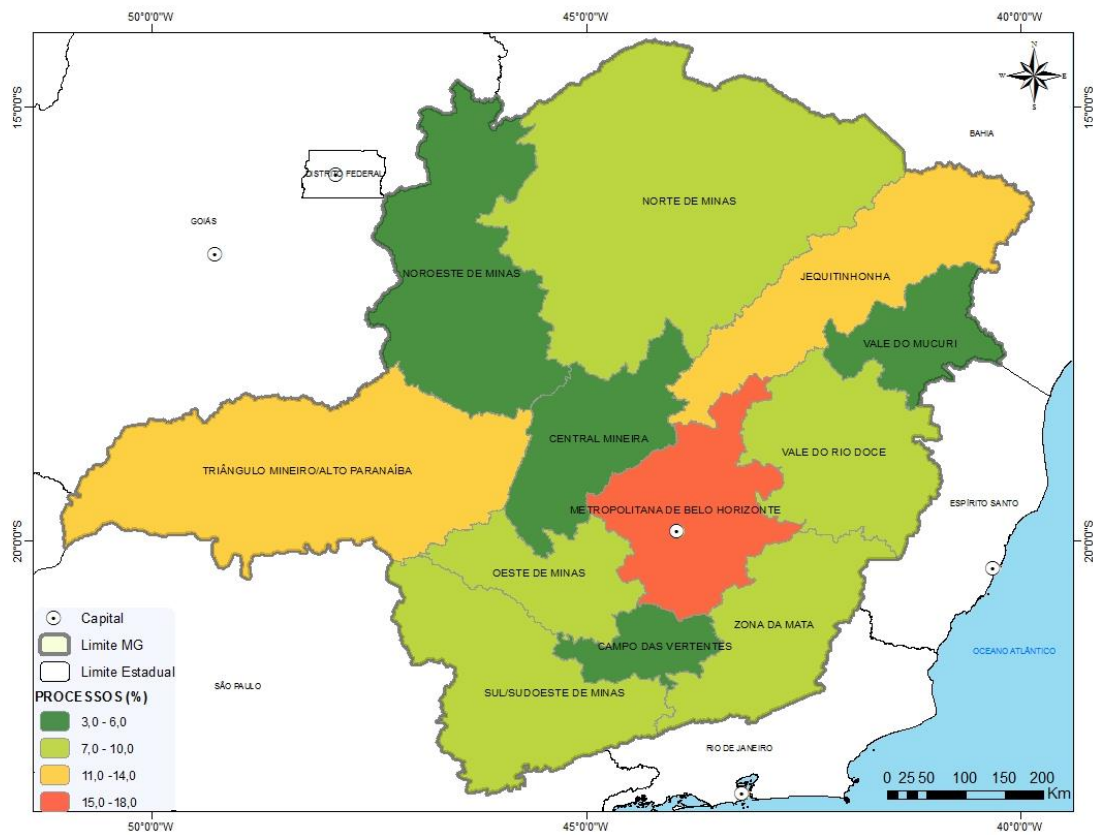 50°0'0"W
45°0'0"W
40°0'0"W
15°0'0"S
15°0'0"S
N
W
E
S
BAHIA
DISTRITO FEDERAL
NORTE DE MINAS
GOIÁS
NOROESTE DE MINAS
JEQUITINHONHA
VALE DO MUCURI
CENTRAL MINEIRA
VALE DO RIO DOCE
TRIÂNGULO MINEIRO/ALTO PARANAÍBA
ESPÍRITO SANTO
METROPOLITANA DE BELO HORIZONTE
20°0'0"S
20°0'0"S
OESTE DE MINAS
ZONA DA MATA
CAMPO DAS VERTENTES
OCEANO ATLÂNTICO
SÃO PAULO
SUL/SUDOESTE DE MINAS
RIO DE JANEIRO
Capital
Limite MG
Limite Estadual
PROCESSOS (%)
3,0 - 6,0
7,0 - 10,0
11,0 -14,0
15,0 - 18,0
0 25 50 100 150 200
Km
50°0'0"W
45°0'0"W
40°0'0"W